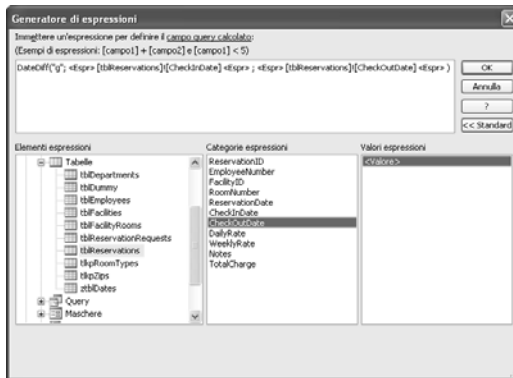 Generatore di espressioni
Immettere un'espressione per definire il campo query calcolato:
(Esempi di espressioni: [campo1] + [campo2] e [campo1] < 5)
DateDiff("g"; «Espr» [tblReservations]![CheckInDate] «Espr» ; «Espr» [tblReservations]![CheckOutDate] «Espr» )
OK
Annulla
?
<< Standard
Elementi espressioni
Tabelle
tblDepartments
tblDummy
tblEmployees
tblFacilities
tblFacilityRooms
tblReservationRequests
tblReservations
tlkpRoomTypes
tlkpZips
ztblDates
Query
Maschere
Categorie espressioni
ReservationID
EmployeeNumber
FacilityID
RoomNumber
ReservationDate
CheckInDate
CheckOutDate
DailyRate
WeeklyRate
Notes
TotalCharge
Valori espressioni
<Valore>